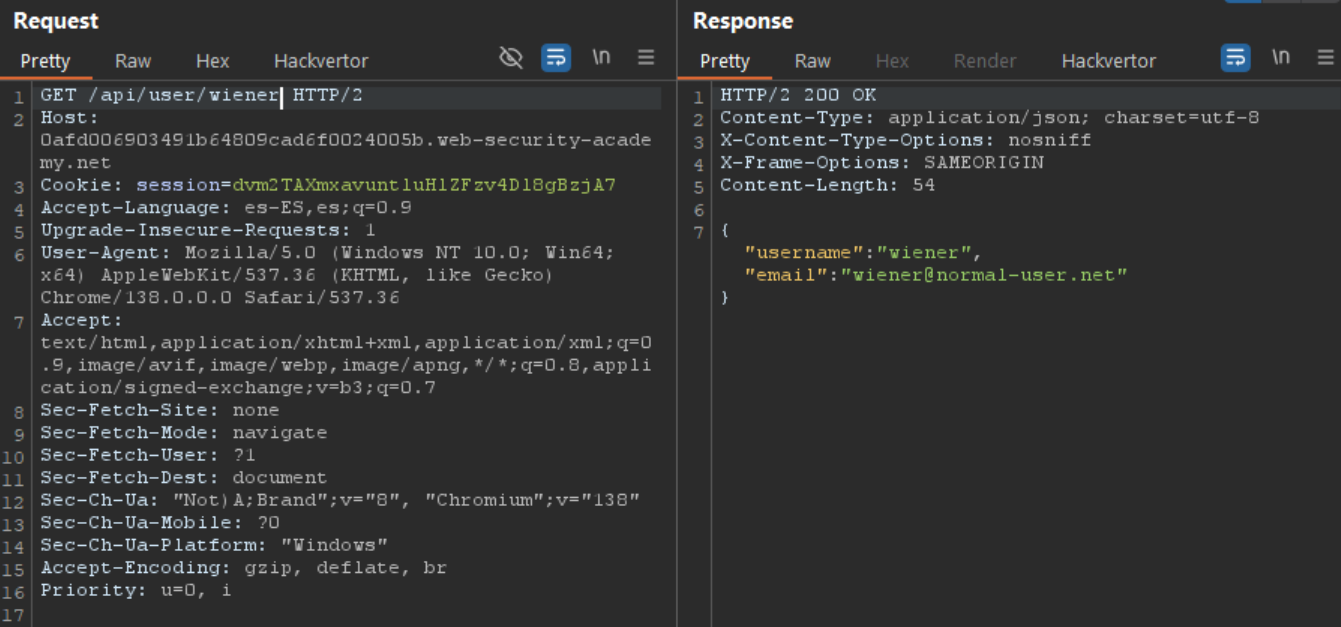 Request
Pretty Raw Hex Hackvertor \n
1 GET /api/user/wiener HTTP/2
2 Host:
0afd006903491b64809cad6f0024005b.web-security-acade
my.net
3 Cookie: session=dvm2TAXmxavuntluHlZFzv4Dl8gBzjA7
4 Accept-Language: es-ES,es;q=0.9
5 Upgrade-Insecure-Requests: 1
6 User-Agent: Mozilla/5.0 (Windows NT 10.0; Win64;
x64) AppleWebKit/537.36 (KHTML, like Gecko)
Chrome/138.0.0.0 Safari/537.36
7 Accept:
text/html,application/xhtml+xml,application/xml;q=0
.9,image/avif,image/webp,image/apng,*/*;q=0.8,appli
cation/signed-exchange;v=b3;q=0.7
8 Sec-Fetch-Site: none
9 Sec-Fetch-Mode: navigate
10 Sec-Fetch-User: ?1
11 Sec-Fetch-Dest: document
12 Sec-Ch-Ua: "Not)A;Brand";v="8", "Chromium";v="138"
13 Sec-Ch-Ua-Mobile: ?0
14 Sec-Ch-Ua-Platform: "Windows"
15 Accept-Encoding: gzip, deflate, br
16 Priority: u=0, i
17
Response
Pretty Raw Hex Render Hackvertor \n
1 HTTP/2 200 OK
2 Content-Type: application/json; charset=utf-8
3 X-Content-Type-Options: nosniff
4 X-Frame-Options: SAMEORIGIN
5 Content-Length: 54
6
7 {
"username":"wiener",
"email":"wiener@normal-user.net"
}